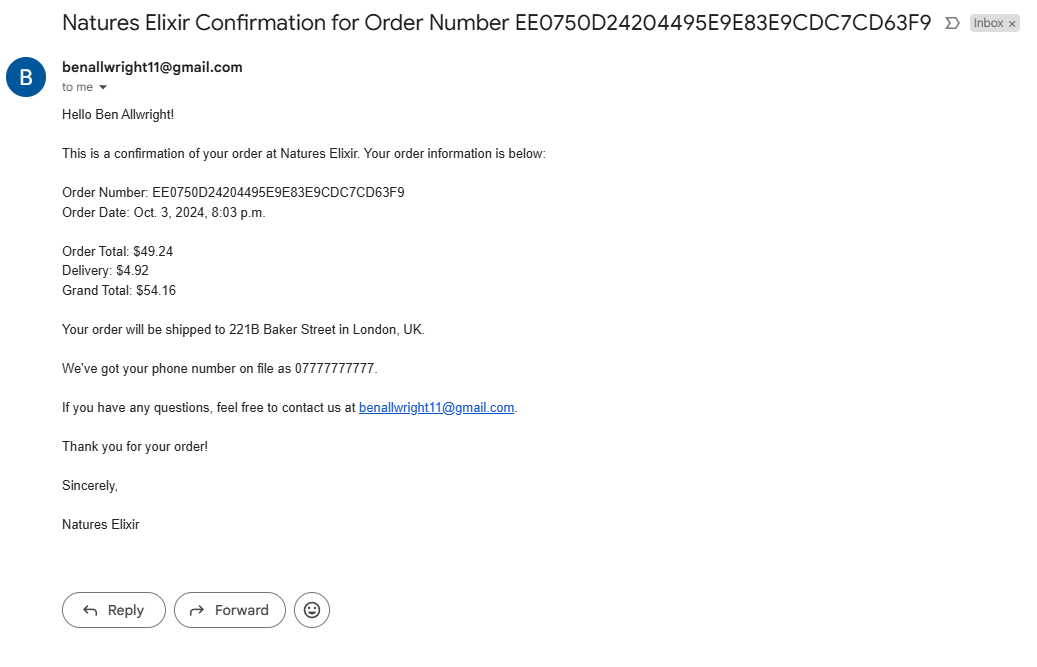 Natures Elixir Confirmation for Order Number EE0750D24204495E9E83E9CDC7CD63F9 Inbox ×
B
benallwright11@gmail.com
to me
Hello Ben Allwright!
This is a confirmation of your order at Natures Elixir. Your order information is below:
Order Number: EE0750D24204495E9E83E9CDC7CD63F9
Order Date: Oct. 3, 2024, 8:03 p.m.
Order Total: $49.24
Delivery: $4.92
Grand Total: $54.16
Your order will be shipped to 221B Baker Street in London, UK.
We've got your phone number on file as 07777777777.
If you have any questions, feel free to contact us at benallwright11@gmail.com.
Thank you for your order!
Sincerely,
Natures Elixir
Reply Forward